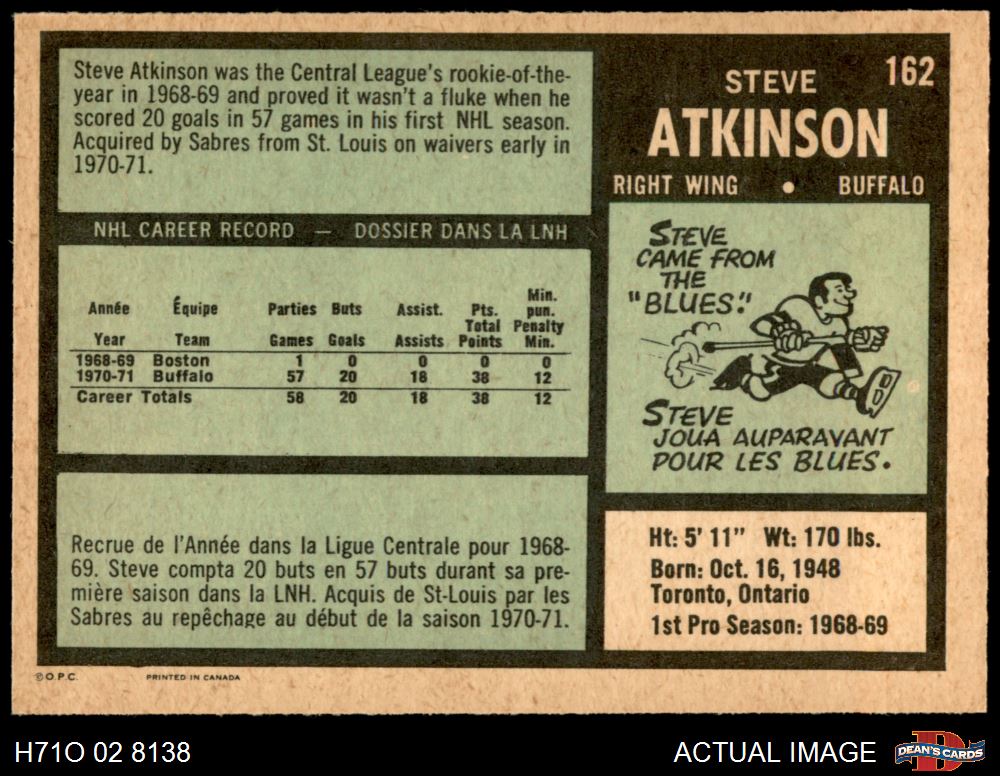 Steve Atkinson was the Central League's rookie-of-the-
year in 1968-69 and proved it wasn't a fluke when he
scored 20 goals in 57 games in his first NHL season.
Acquired by Sabres from St. Louis on waivers early in
1970-71.
162
STEVE
ATKINSON
RIGHT WING • BUFFALO
NHL CAREER RECORD — DOSSIER DANS LA LNH
Année Équipe Parties Buts Assist. Pts. Min. pun.
Year Team Games Goals Assists Total Points Penalty Min.
1968-69 Boston 1 0 0 0 0
1970-71 Buffalo 57 20 18 38 12
Career Totals 58 20 18 38 12
STEVE
CAME FROM
THE
"BLUES."
STEVE
JOUA AUPARAVANT
POUR LES BLUES.
Recrue de l'Année dans la Ligue Centrale pour 1968-
69. Steve compta 20 buts en 57 buts durant sa pre-
mière saison dans la LNH. Acquis de St-Louis par les
Sabres au repêchage au début de la saison 1970-71.
Ht: 5' 11" Wt: 170 lbs.
Born: Oct. 16, 1948
Toronto, Ontario
1st Pro Season: 1968-69
©O.P.C. PRINTED IN CANADA
H71O 02 8138
ACTUAL IMAGE
DEAN'S CARDS